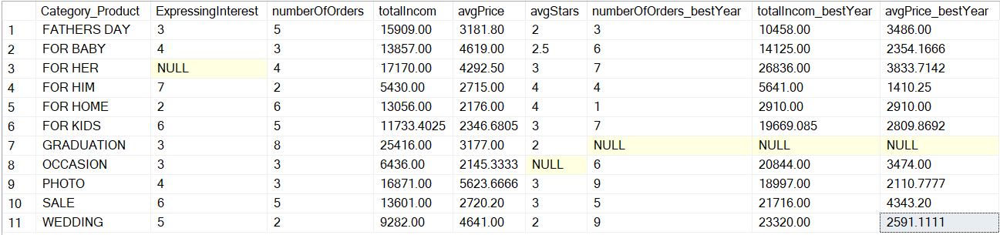 Category_Product ExpressingInterest numberOfOrders totalIncom avgPrice avgStars numberOfOrders_bestYear totalIncom_bestYear avgPrice_bestYear
1 FATHERS DAY 3 5 15909.00 3181.80 2 3 10458.00 3486.00
2 FOR BABY 4 3 13857.00 4619.00 2.5 6 14125.00 2354.1666
3 FOR HER NULL 4 17170.00 4292.50 3 7 26836.00 3833.7142
4 FOR HIM 7 2 5430.00 2715.00 4 4 5641.00 1410.25
5 FOR HOME 2 6 13056.00 2176.00 4 1 2910.00 2910.00
6 FOR KIDS 6 5 11733.4025 2346.6805 3 7 19669.085 2809.8692
7 GRADUATION 3 8 25416.00 3177.00 2 NULL NULL NULL
8 OCCASION 3 3 6436.00 2145.3333 NULL 6 20844.00 3474.00
9 PHOTO 4 3 16871.00 5623.6666 3 9 18997.00 2110.7777
10 SALE 6 5 13601.00 2720.20 3 5 21716.00 4343.20
11 WEDDING 5 2 9282.00 4641.00 2 9 23320.00 2591.1111